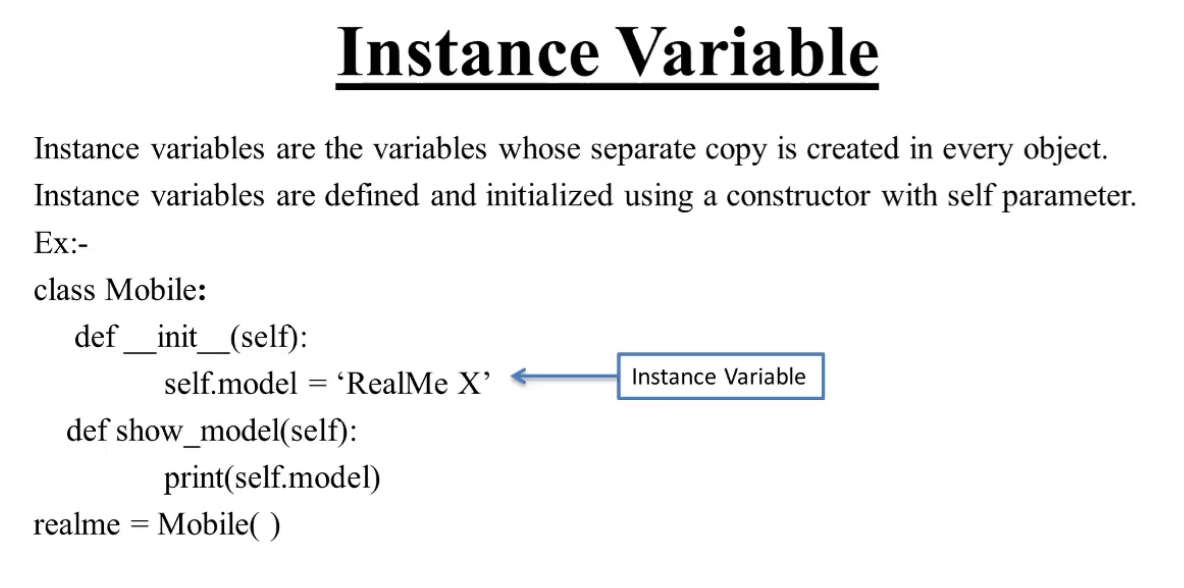 Instance Variable
Instance variables are the variables whose separate copy is created in every object.
Instance variables are defined and initialized using a constructor with self parameter.
Ex:-
class Mobile:
def __init__(self):
self.model = ‘RealMe X’
Instance Variable
def show_model(self):
print(self.model)
realme = Mobile( )